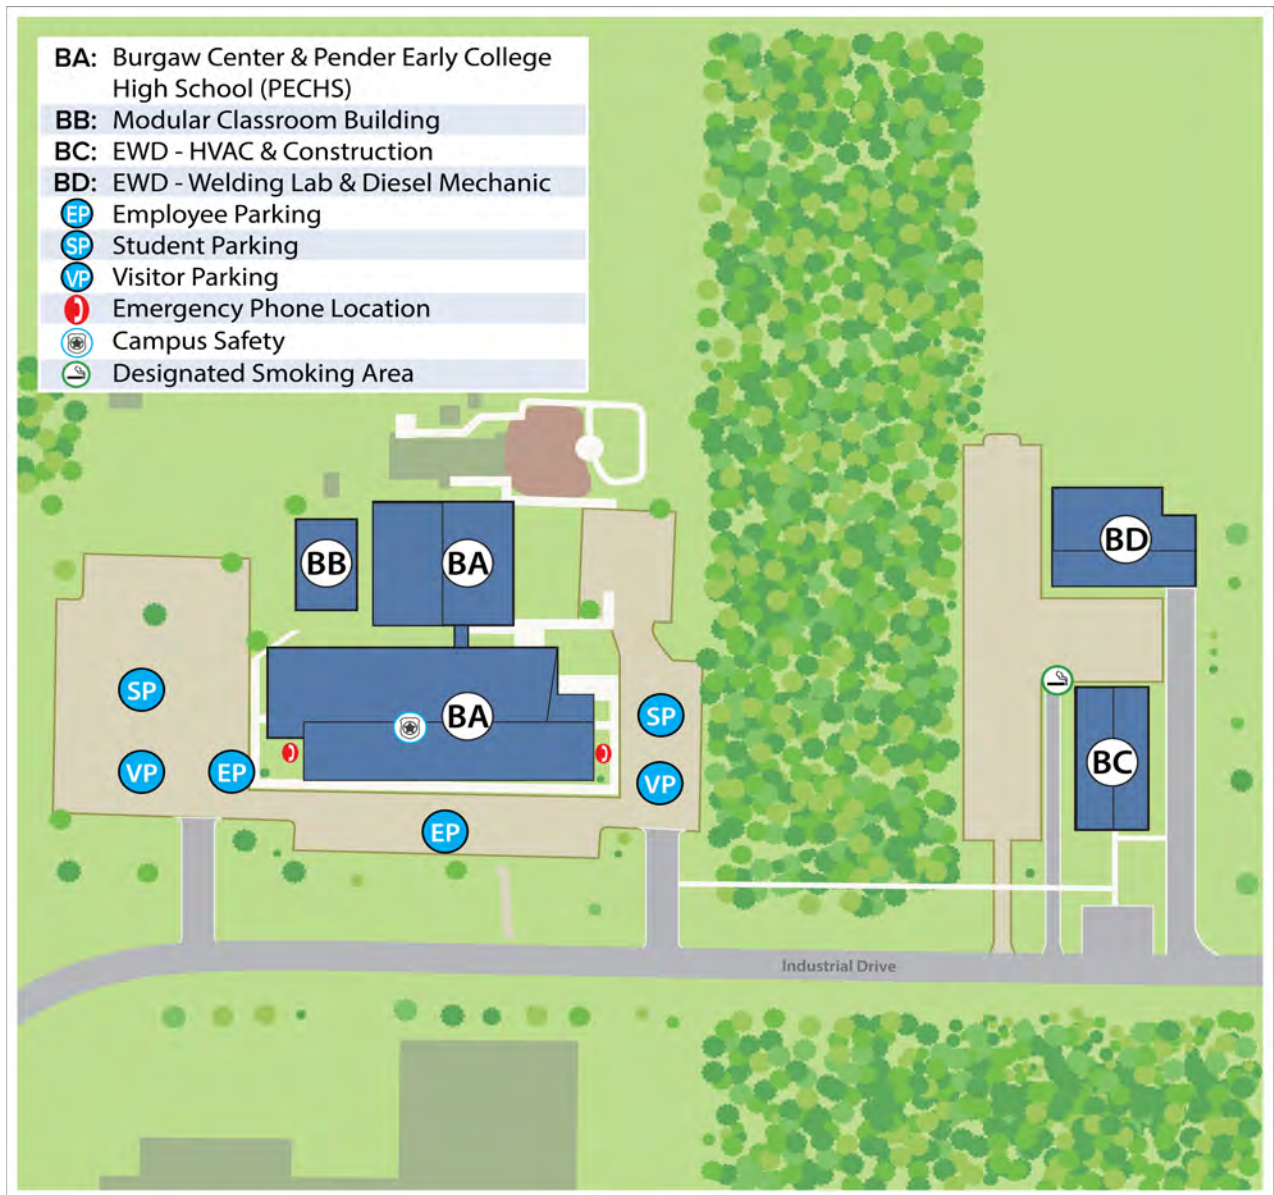 BA: Burgaw Center & Pender Early College
High School (PECHS)
BB: Modular Classroom Building
BC: EWD - HVAC & Construction
BD: EWD - Welding Lab & Diesel Mechanic
EP Employee Parking
SP Student Parking
VP Visitor Parking
Emergency Phone Location
Campus Safety
Designated Smoking Area
BB
BA
BD
SP
BA
SP
VP
EP
VP
BC
EP
Industrial Drive